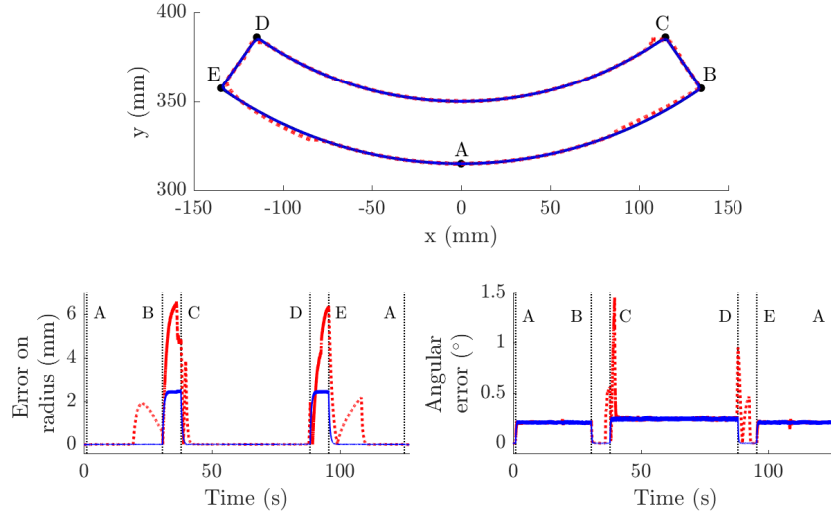 400
D
C
E
B
350
A
300
y (mm)
-150
-100
-50
0
50
100
150
x (mm)
6
4
2
0
Error on
radius (mm)
A
B
C
D
E
A
0
50
100
Time (s)
1.5
1
0.5
0
Angular
error (°)
A
B
C
D
E
A
0
50
100
Time (s)